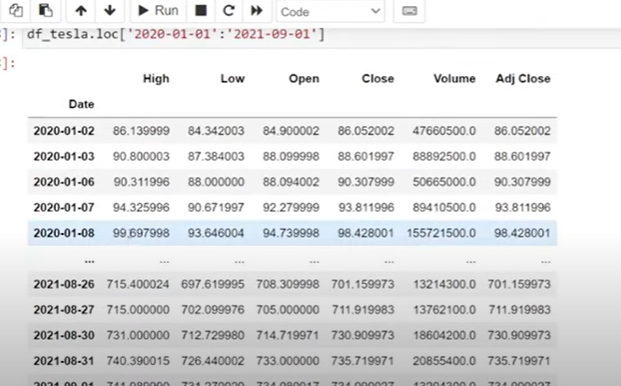 Run Code
df_tesla.loc['2020-01-01':'2021-09-01']
High Low Open Close Volume Adj Close
Date
2020-01-02 86.139999 84.342003 84.900002 86.052002 47660500.0 86.052002
2020-01-03 90.800003 87.384003 88.099998 88.601997 88892500.0 88.601997
2020-01-06 90.311996 88.000000 88.094002 90.307999 50665000.0 90.307999
2020-01-07 94.325996 90.671997 92.279999 93.811996 89410500.0 93.811996
2020-01-08 99.697998 93.646004 94.739998 98.428001 155721500.0 98.428001
... ... ... ... ... ... ...
2021-08-26 715.400024 697.619995 708.309998 701.159973 13214300.0 701.159973
2021-08-27 715.000000 702.099976 705.000000 711.919983 13762100.0 711.919983
2021-08-30 731.000000 712.729980 714.719971 730.909973 18604200.0 730.909973
2021-08-31 740.390015 726.440002 733.000000 735.719971 20855400.0 735.719971
2021-09-01